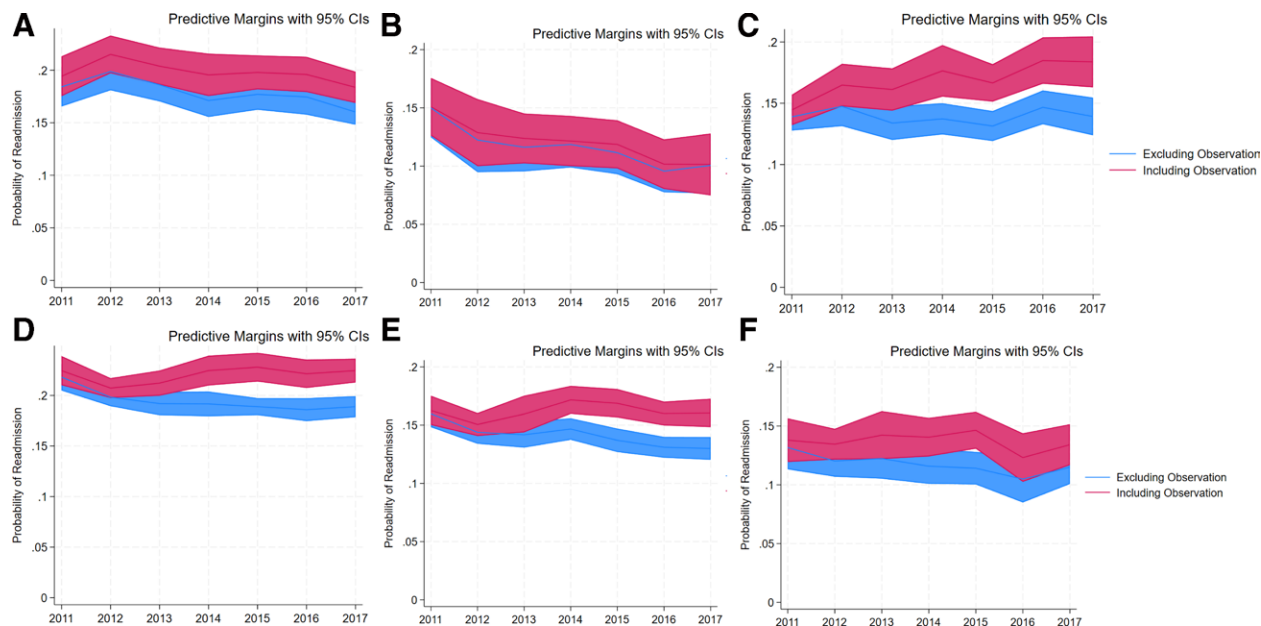 A
Predictive Margins with 95% CIs
Probability of Readmission
.2
.15
.1
.05
0
2011 2012 2013 2014 2015 2016 2017
B
Predictive Margins with 95% CIs
Probability of Readmission
.2
.15
.1
.05
0
2011 2012 2013 2014 2015 2016 2017
C
Predictive Margins with 95% CIs
Probability of Readmission
.2
.15
.1
.05
0
2011 2012 2013 2014 2015 2016 2017
Excluding Observation
Including Observation
D
Predictive Margins with 95% CIs
Probability of Readmission
.2
.15
.1
.05
0
2011 2012 2013 2014 2015 2016 2017
E
Predictive Margins with 95% CIs
Probability of Readmission
.2
.15
.1
.05
0
2011 2012 2013 2014 2015 2016 2017
F
Predictive Margins with 95% CIs
Probability of Readmission
.2
.15
.1
.05
0
2011 2012 2013 2014 2015 2016 2017
Excluding Observation
Including Observation